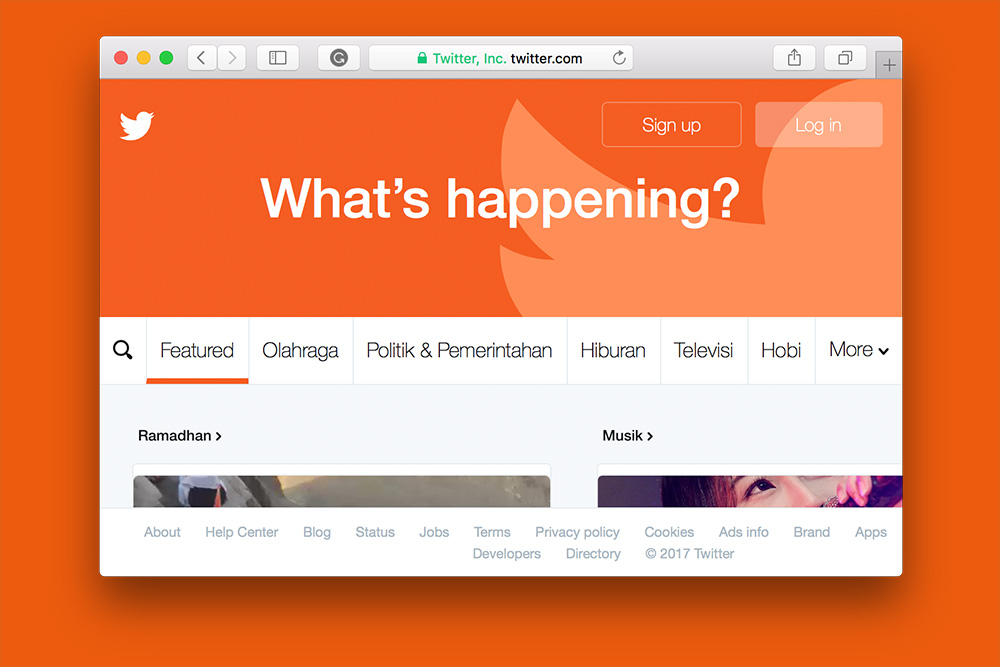 Twitter, Inc. twitter.com
Sign up
Log in
What's happening?
Featured
Olahraga
Politik & Pemerintahan
Hiburan
Televisi
Hobi
More
Ramadhan
Musik
About Help Center Blog Status Jobs Terms Privacy policy Cookies Ads info Brand Apps
Developers Directory © 2017 Twitter